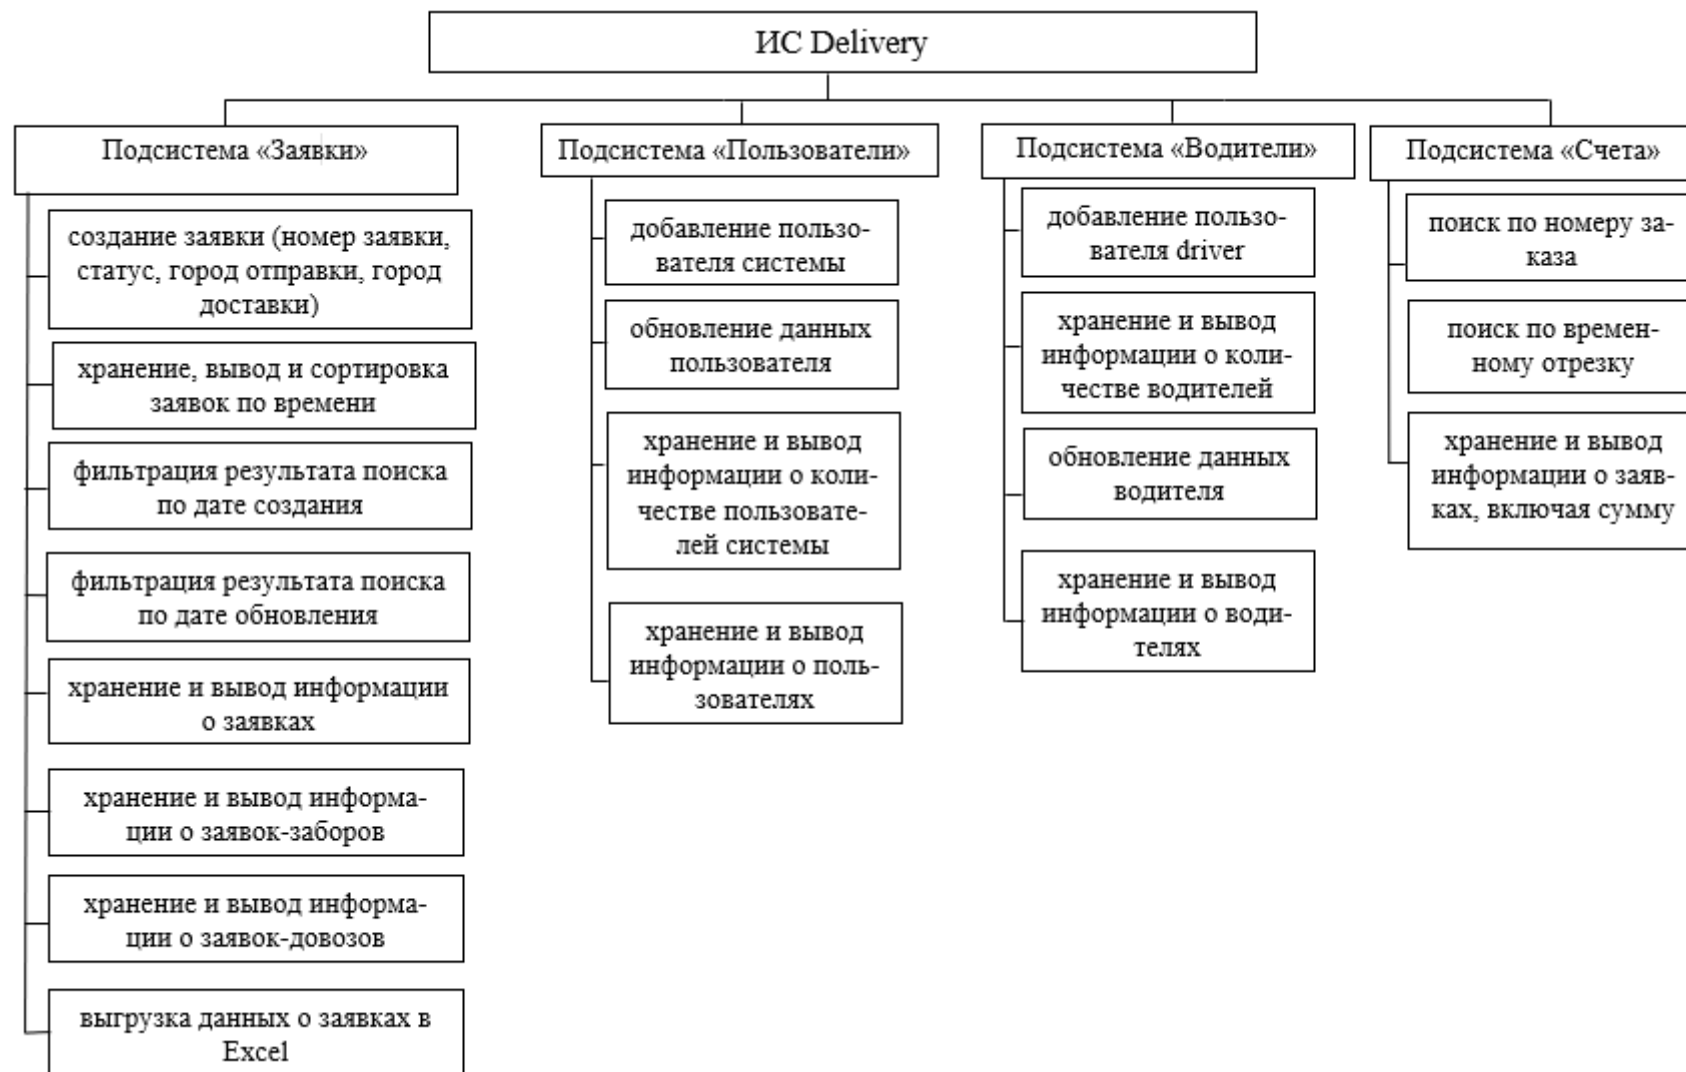 ИС Delivery
Подсистема «Заявки»
создание заявки (номер заявки,
статус, город отправки, город
доставки)
хранение, вывод и сортировка
заявок по времени
фильтрация результата поиска
по дате создания
фильтрация результата поиска
по дате обновления
хранение и вывод информации
о заявках
хранение и вывод информа-
ции о заявок-заборов
хранение и вывод информа-
ции о заявок-довозов
выгрузка данных о заявках в
Excel
Подсистема «Пользователи»
добавление пользо-
вателя системы
обновление данных
пользователя
хранение и вывод
информации о коли-
честве пользовате-
лей системы
хранение и вывод
информации о поль-
зователях
Подсистема «Водители»
добавление пользо-
вателя driver
хранение и вывод
информации о коли-
честве водителей
обновление данных
водителя
хранение и вывод
информации о води-
телях
Подсистема «Счета»
поиск по номеру за-
каза
поиск по времен-
ному отрезку
хранение и вывод
информации о заяв-
ках, включая сумму